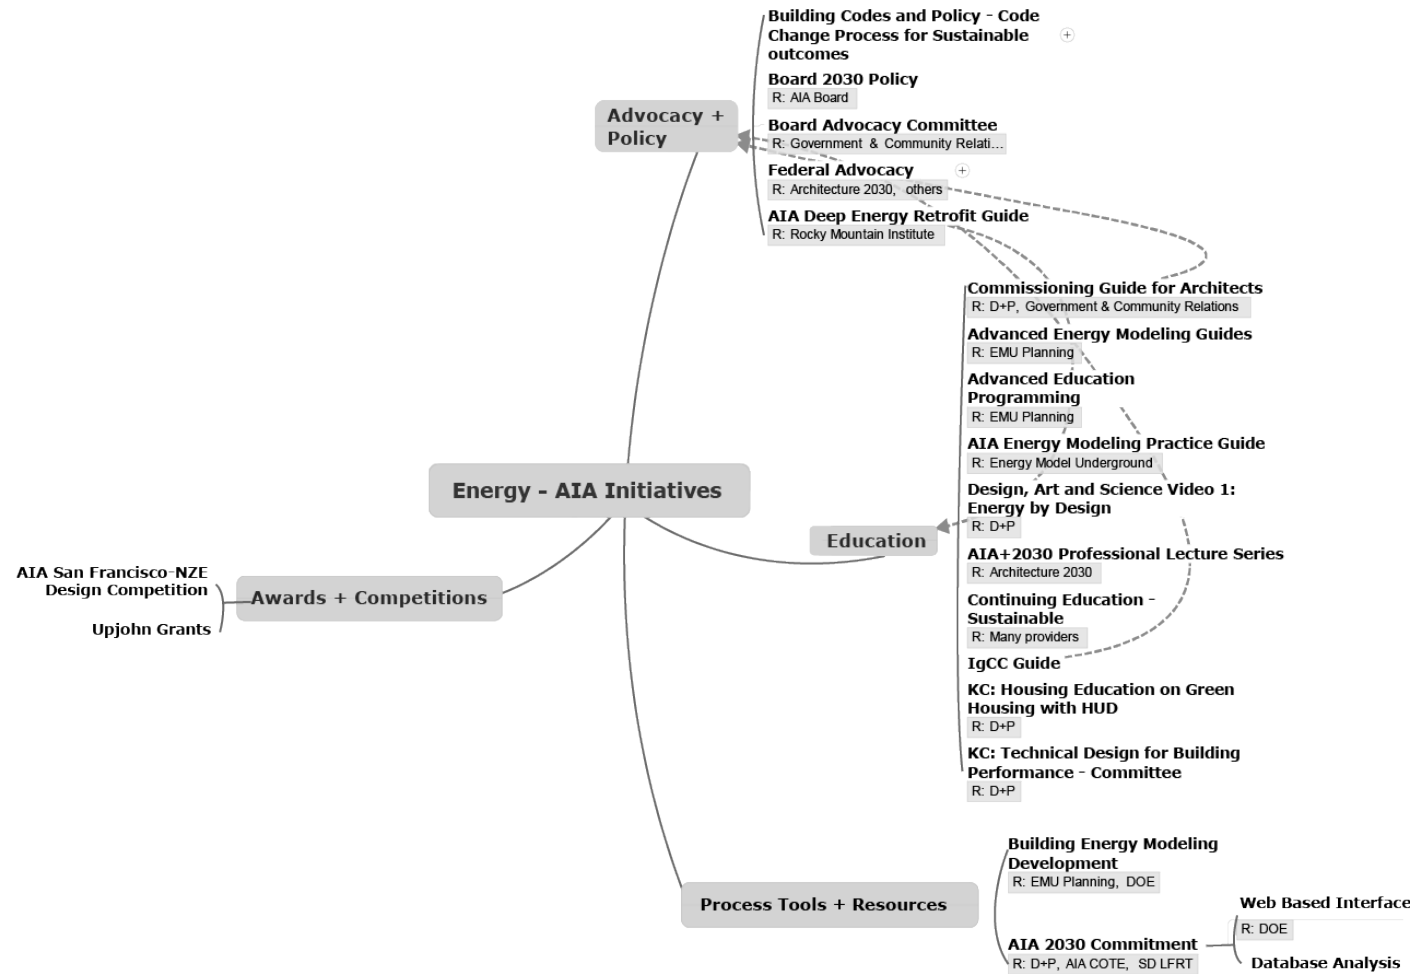 Building Codes and Policy - Code
Change Process for Sustainable
outcomes
Board 2030 Policy
R: AIA Board
Advocacy +
Policy
Board Advocacy Committee
R: Government & Community Relati...
Federal Advocacy
R: Architecture 2030, others
AIA Deep Energy Retrofit Guide
R: Rocky Mountain Institute
Commissioning Guide for Architects
R: D+P, Government & Community Relations
Advanced Energy Modeling Guides
R: EMU Planning
Advanced Education
Programming
R: EMU Planning
AIA Energy Modeling Practice Guide
R: Energy Model Underground
Energy - AIA Initiatives
Design, Art and Science Video 1:
Energy by Design
R: D+P
Education
AIA+2030 Professional Lecture Series
R: Architecture 2030
Continuing Education -
Sustainable
R: Many providers
IgCC Guide
KC: Housing Education on Green
Housing with HUD
R: D+P
KC: Technical Design for Building
Performance - Committee
R: D+P
AIA San Francisco-NZE
Design Competition
Awards + Competitions
Upjohn Grants
Process Tools + Resources
Building Energy Modeling
Development
R: EMU Planning, DOE
AIA 2030 Commitment
R: D+P, AIA COTE, SD LFRT
Web Based Interface
R: DOE
Database Analysis